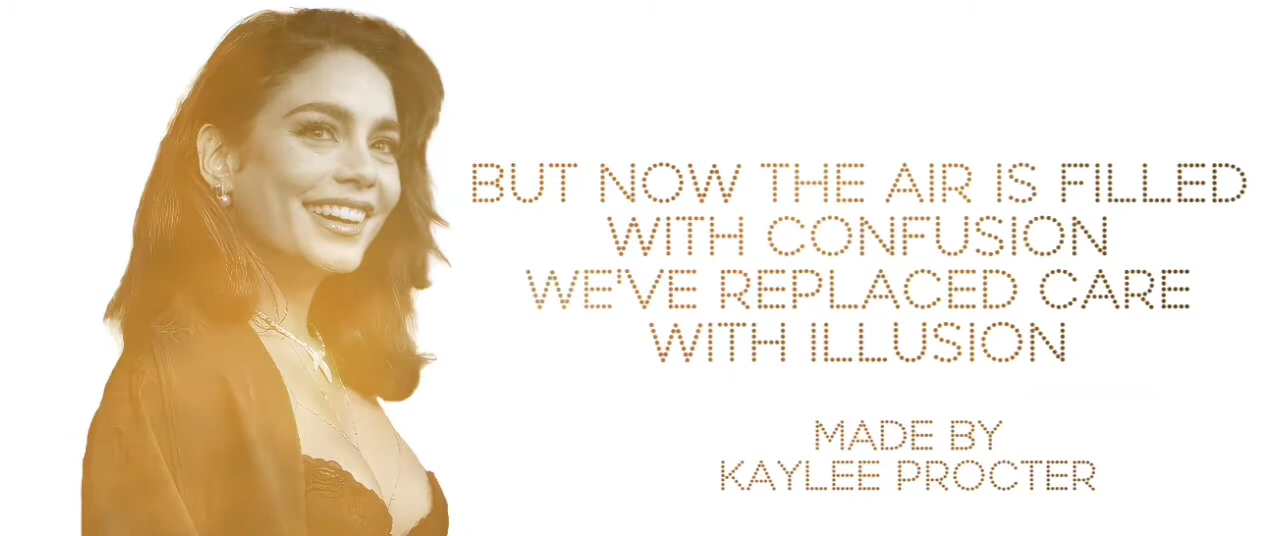 BUT NOW THE AIR IS FILLED
WITH CONFUSION
WE'VE REPLACED CARE
WITH ILLUSION
MADE BY
KAYLEE PROCTER